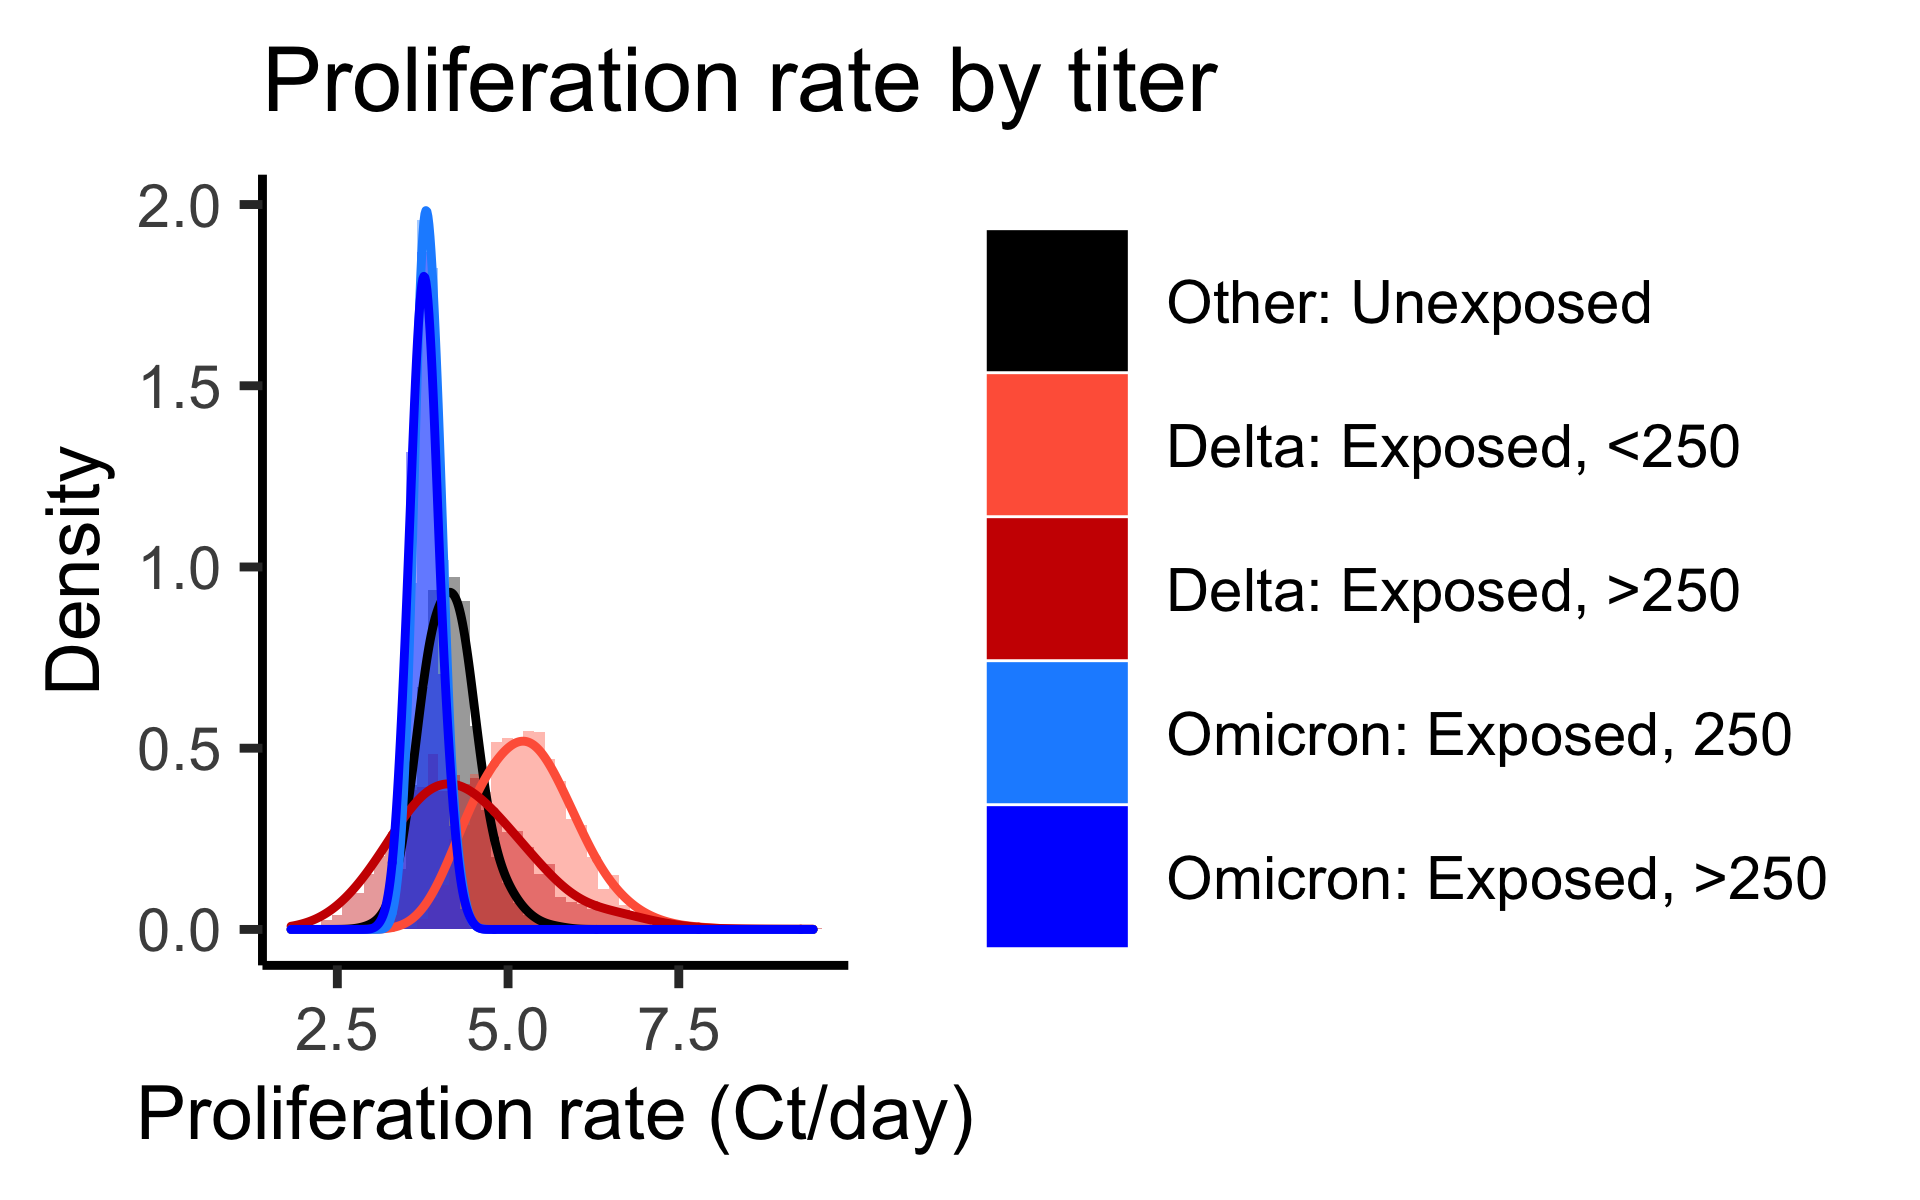 Proliferation rate by titer
2.0
1.5
1.0
0.5
0.0
Density
2.5 5.0 7.5
Proliferation rate (Ct/day)
Other: Unexposed
Delta: Exposed, <250
Delta: Exposed, >250
Omicron: Exposed, 250
Omicron: Exposed, >250